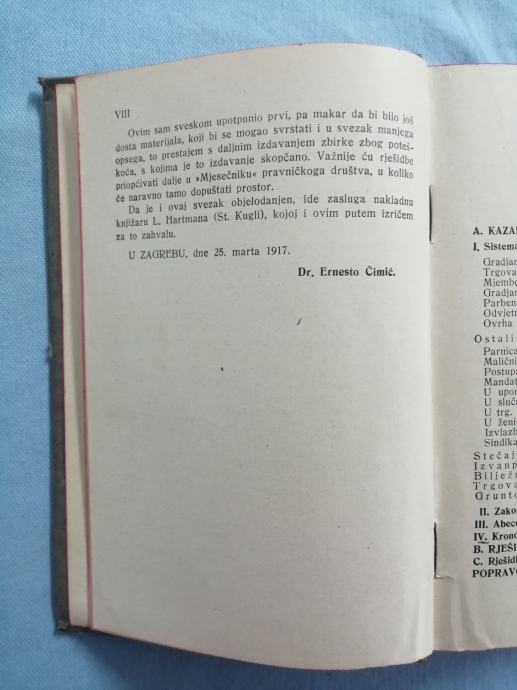 VIII
Ovim sam sveskom upotpunio prvi, pa makar da bi bilo još
dosta materijala, koji bi se mogao svrstati i u svezak manjega
opsega, to prestajem s daljnim izdavanjem zbirke zbog poteš-
koća, s kojima je to izdavanje skopčano. Važnije ću rješidbe
priopćivati dalje u »Mjesečniku« pravničkoga društva, u koliko
će naravno tamo dopuštati prostor.
Da je i ovaj svezak objelodanjen, ide zasluga nakladnu
knjižaru L. Hartmana (St. Kugli), kojoj i ovim putem izričem
za to zahvalu.
U ZAGREBU, dne 25. marta 1917.
Dr. Ernesto Čimić.
A. KAZAL
I. Sistema
Gradjan
Trgova
Mjembe
Gradjan
Parben
Odvjetn
Ovrha
Ostali
Parnica
Maličn
Postupa
Mandat
U upor
U sluča
U trg.
U ženi
Izvlazb
Sindika
Stečaj
Izvanp
Bilježn
Trgova
Grunto
II. Zako
III. Abece
IV. Krono
B. RJEŠI
C. Rješidb
POPRAVC